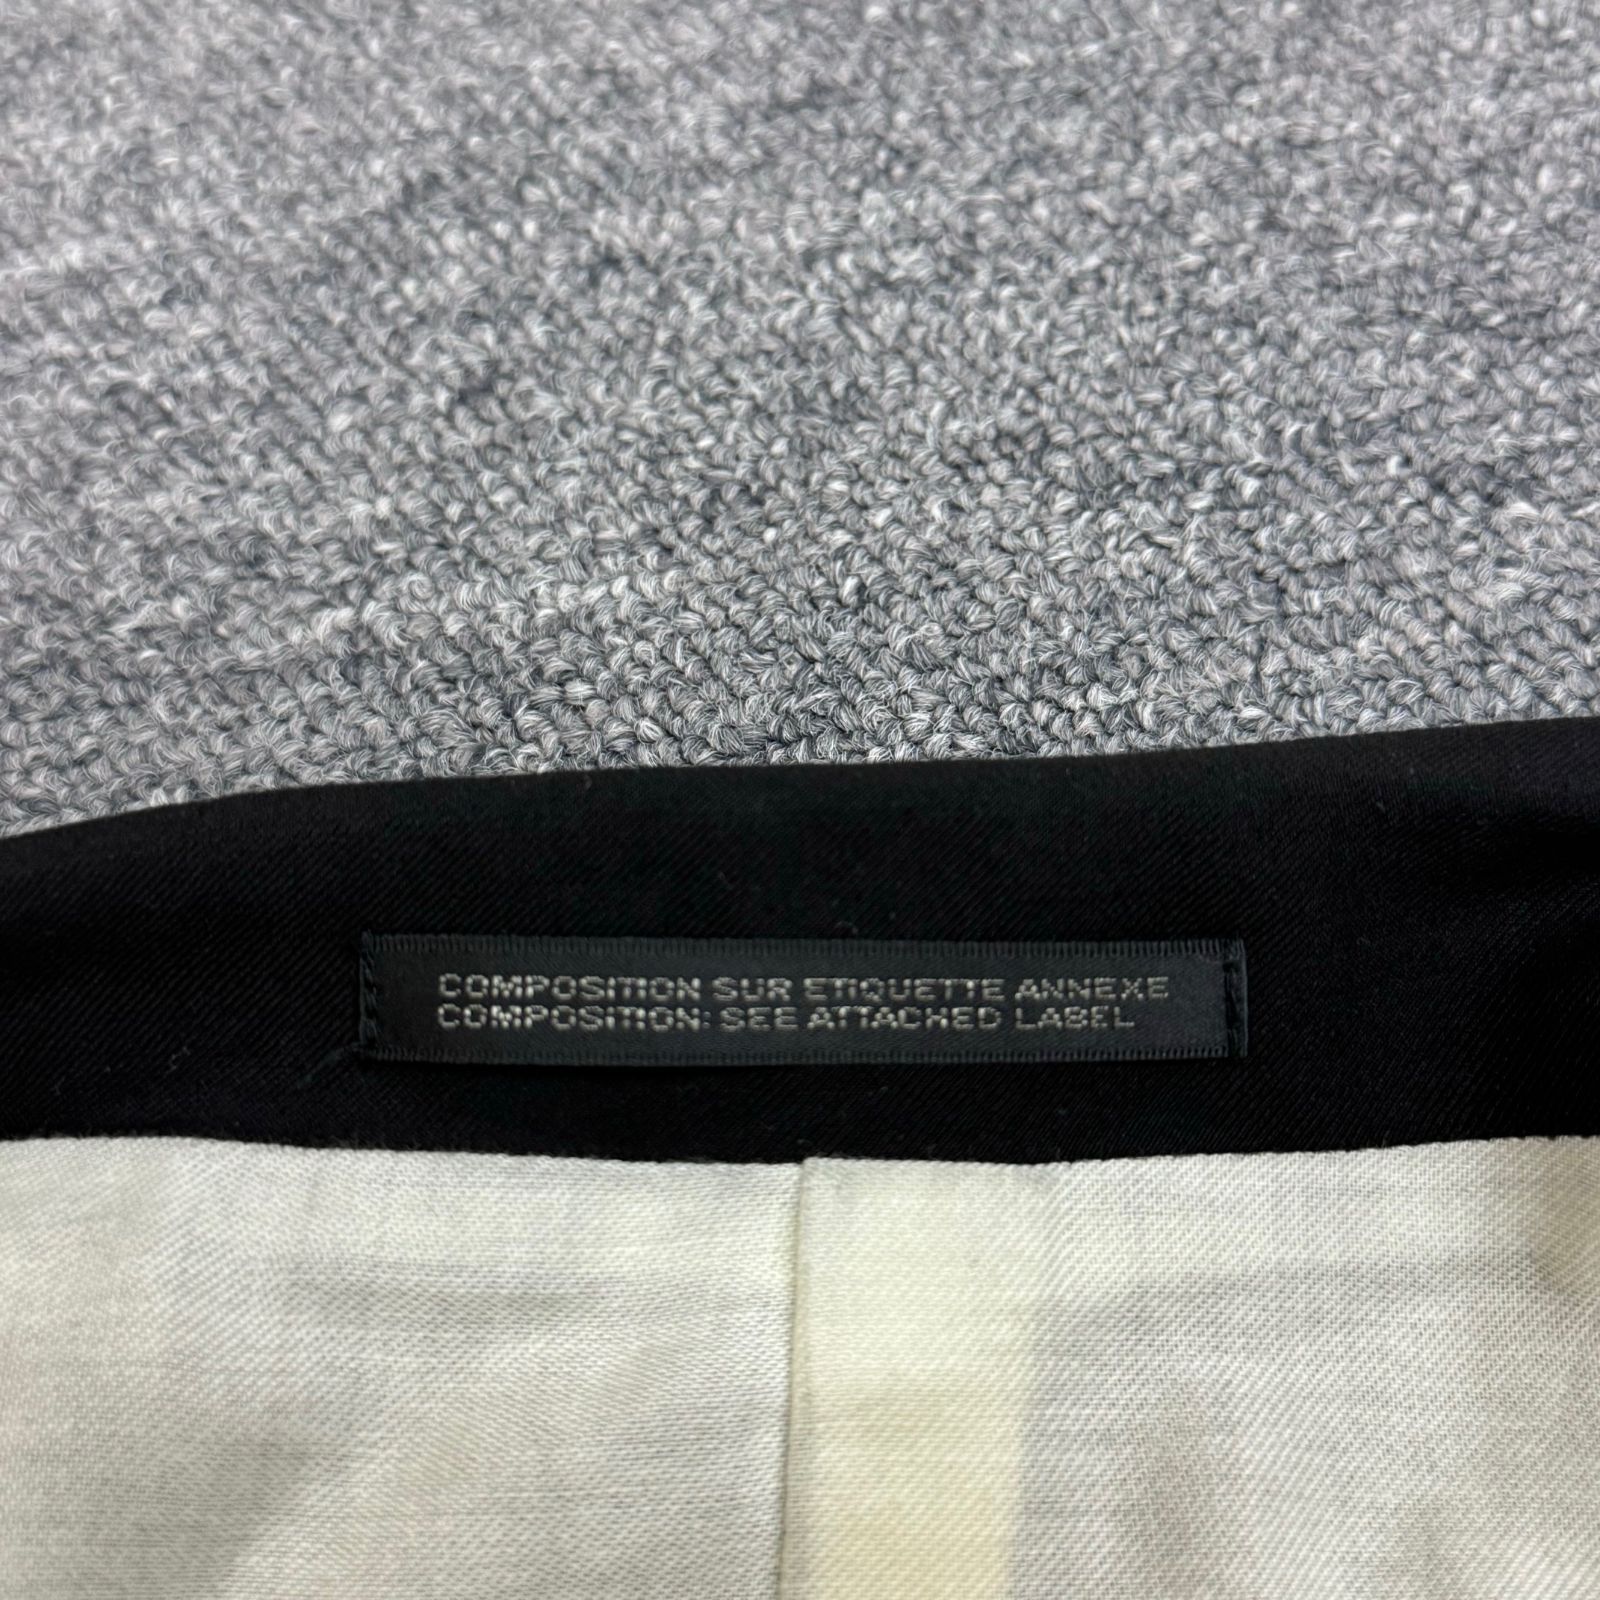 COMPOSITION SUR ETIQUETTE ANNEXE
COMPOSITION: SEE ATTACHED LABEL